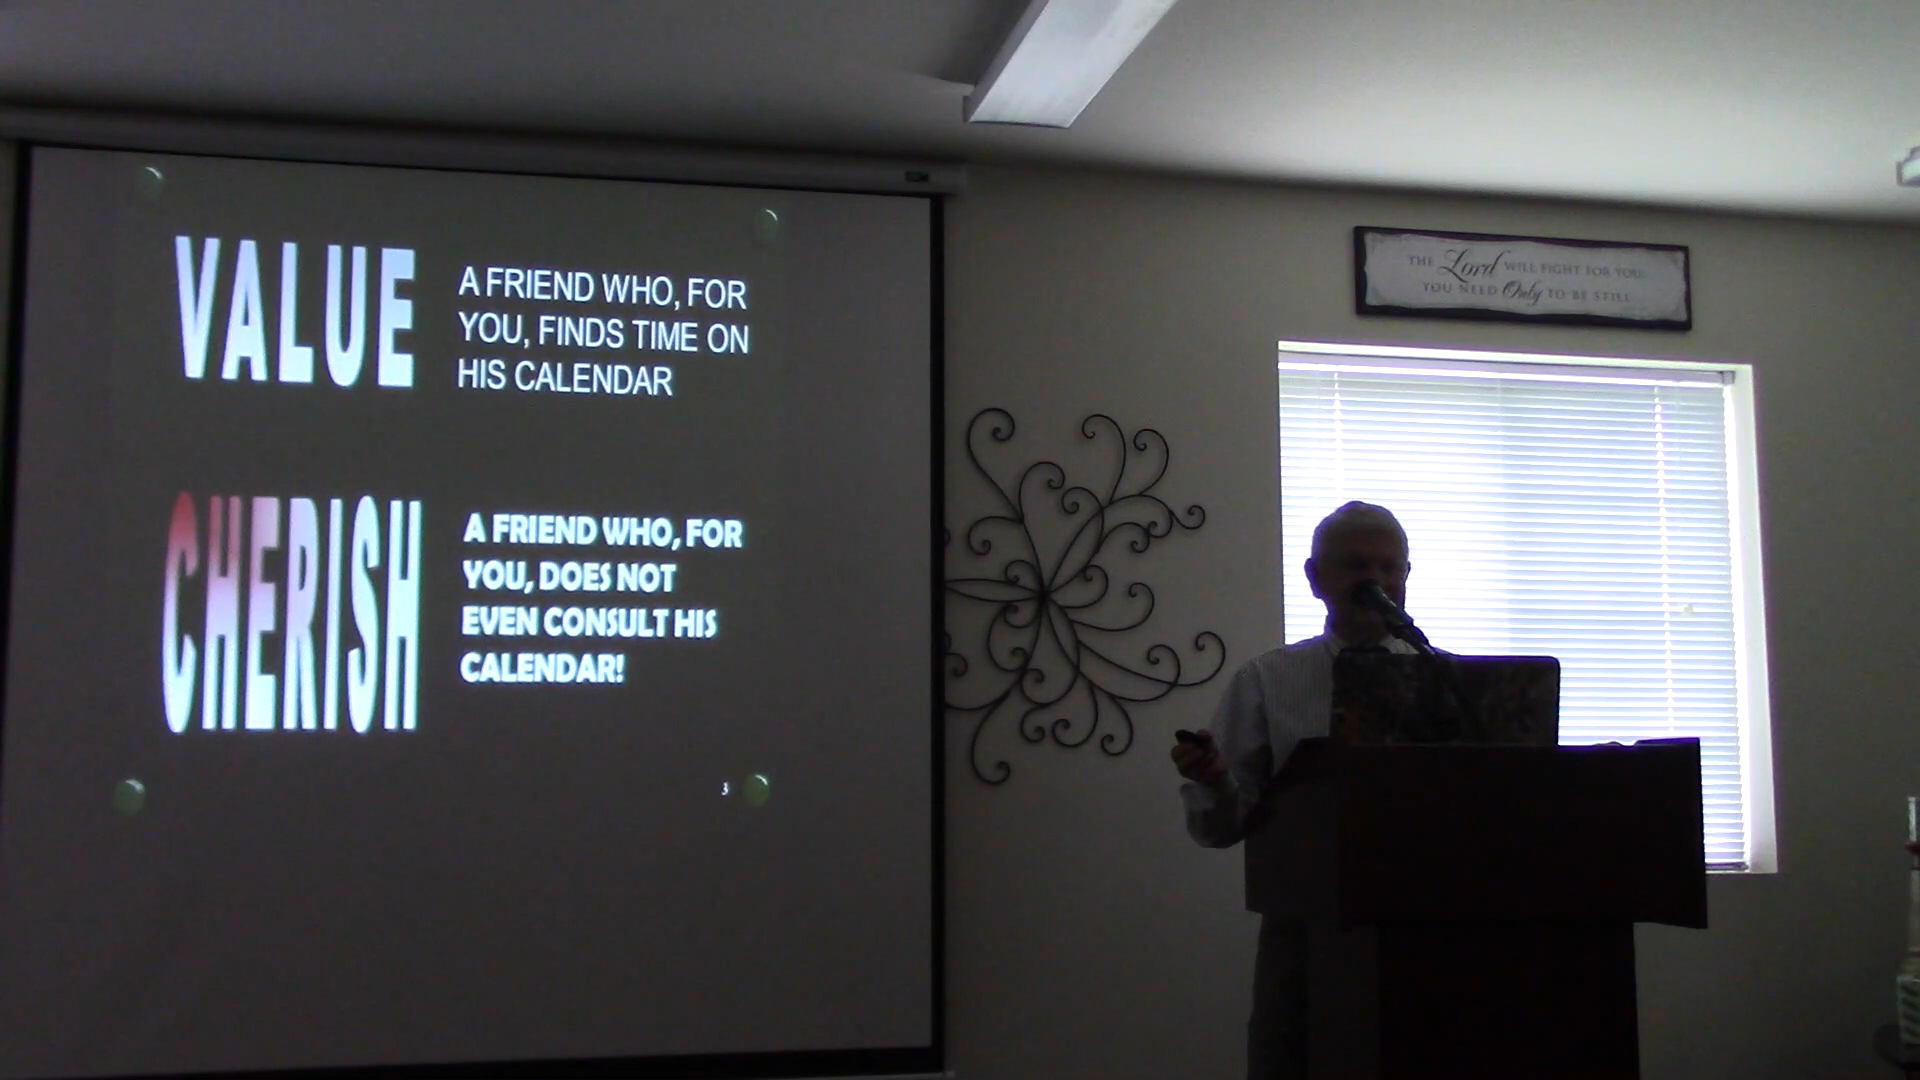 VALUE
A FRIEND WHO, FOR
YOU, FINDS TIME ON
HIS CALENDAR
CHERISH
A FRIEND WHO, FOR
YOU, DOES NOT
EVEN CONSULT HIS
CALENDAR!
3
THE Lord WILL FIGHT FOR YOU;
YOU NEED Only TO BE STILL